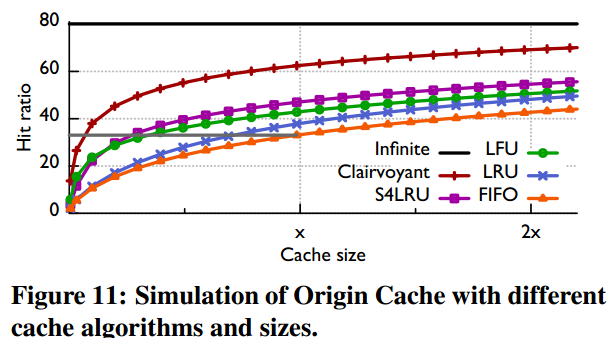 80
60
40
20
0
Hit ratio
Infinite LFU
Clairvoyant LRU
S4LRU FIFO
x 2x
Cache size
Figure 11: Simulation of Origin Cache with different
cache algorithms and sizes.